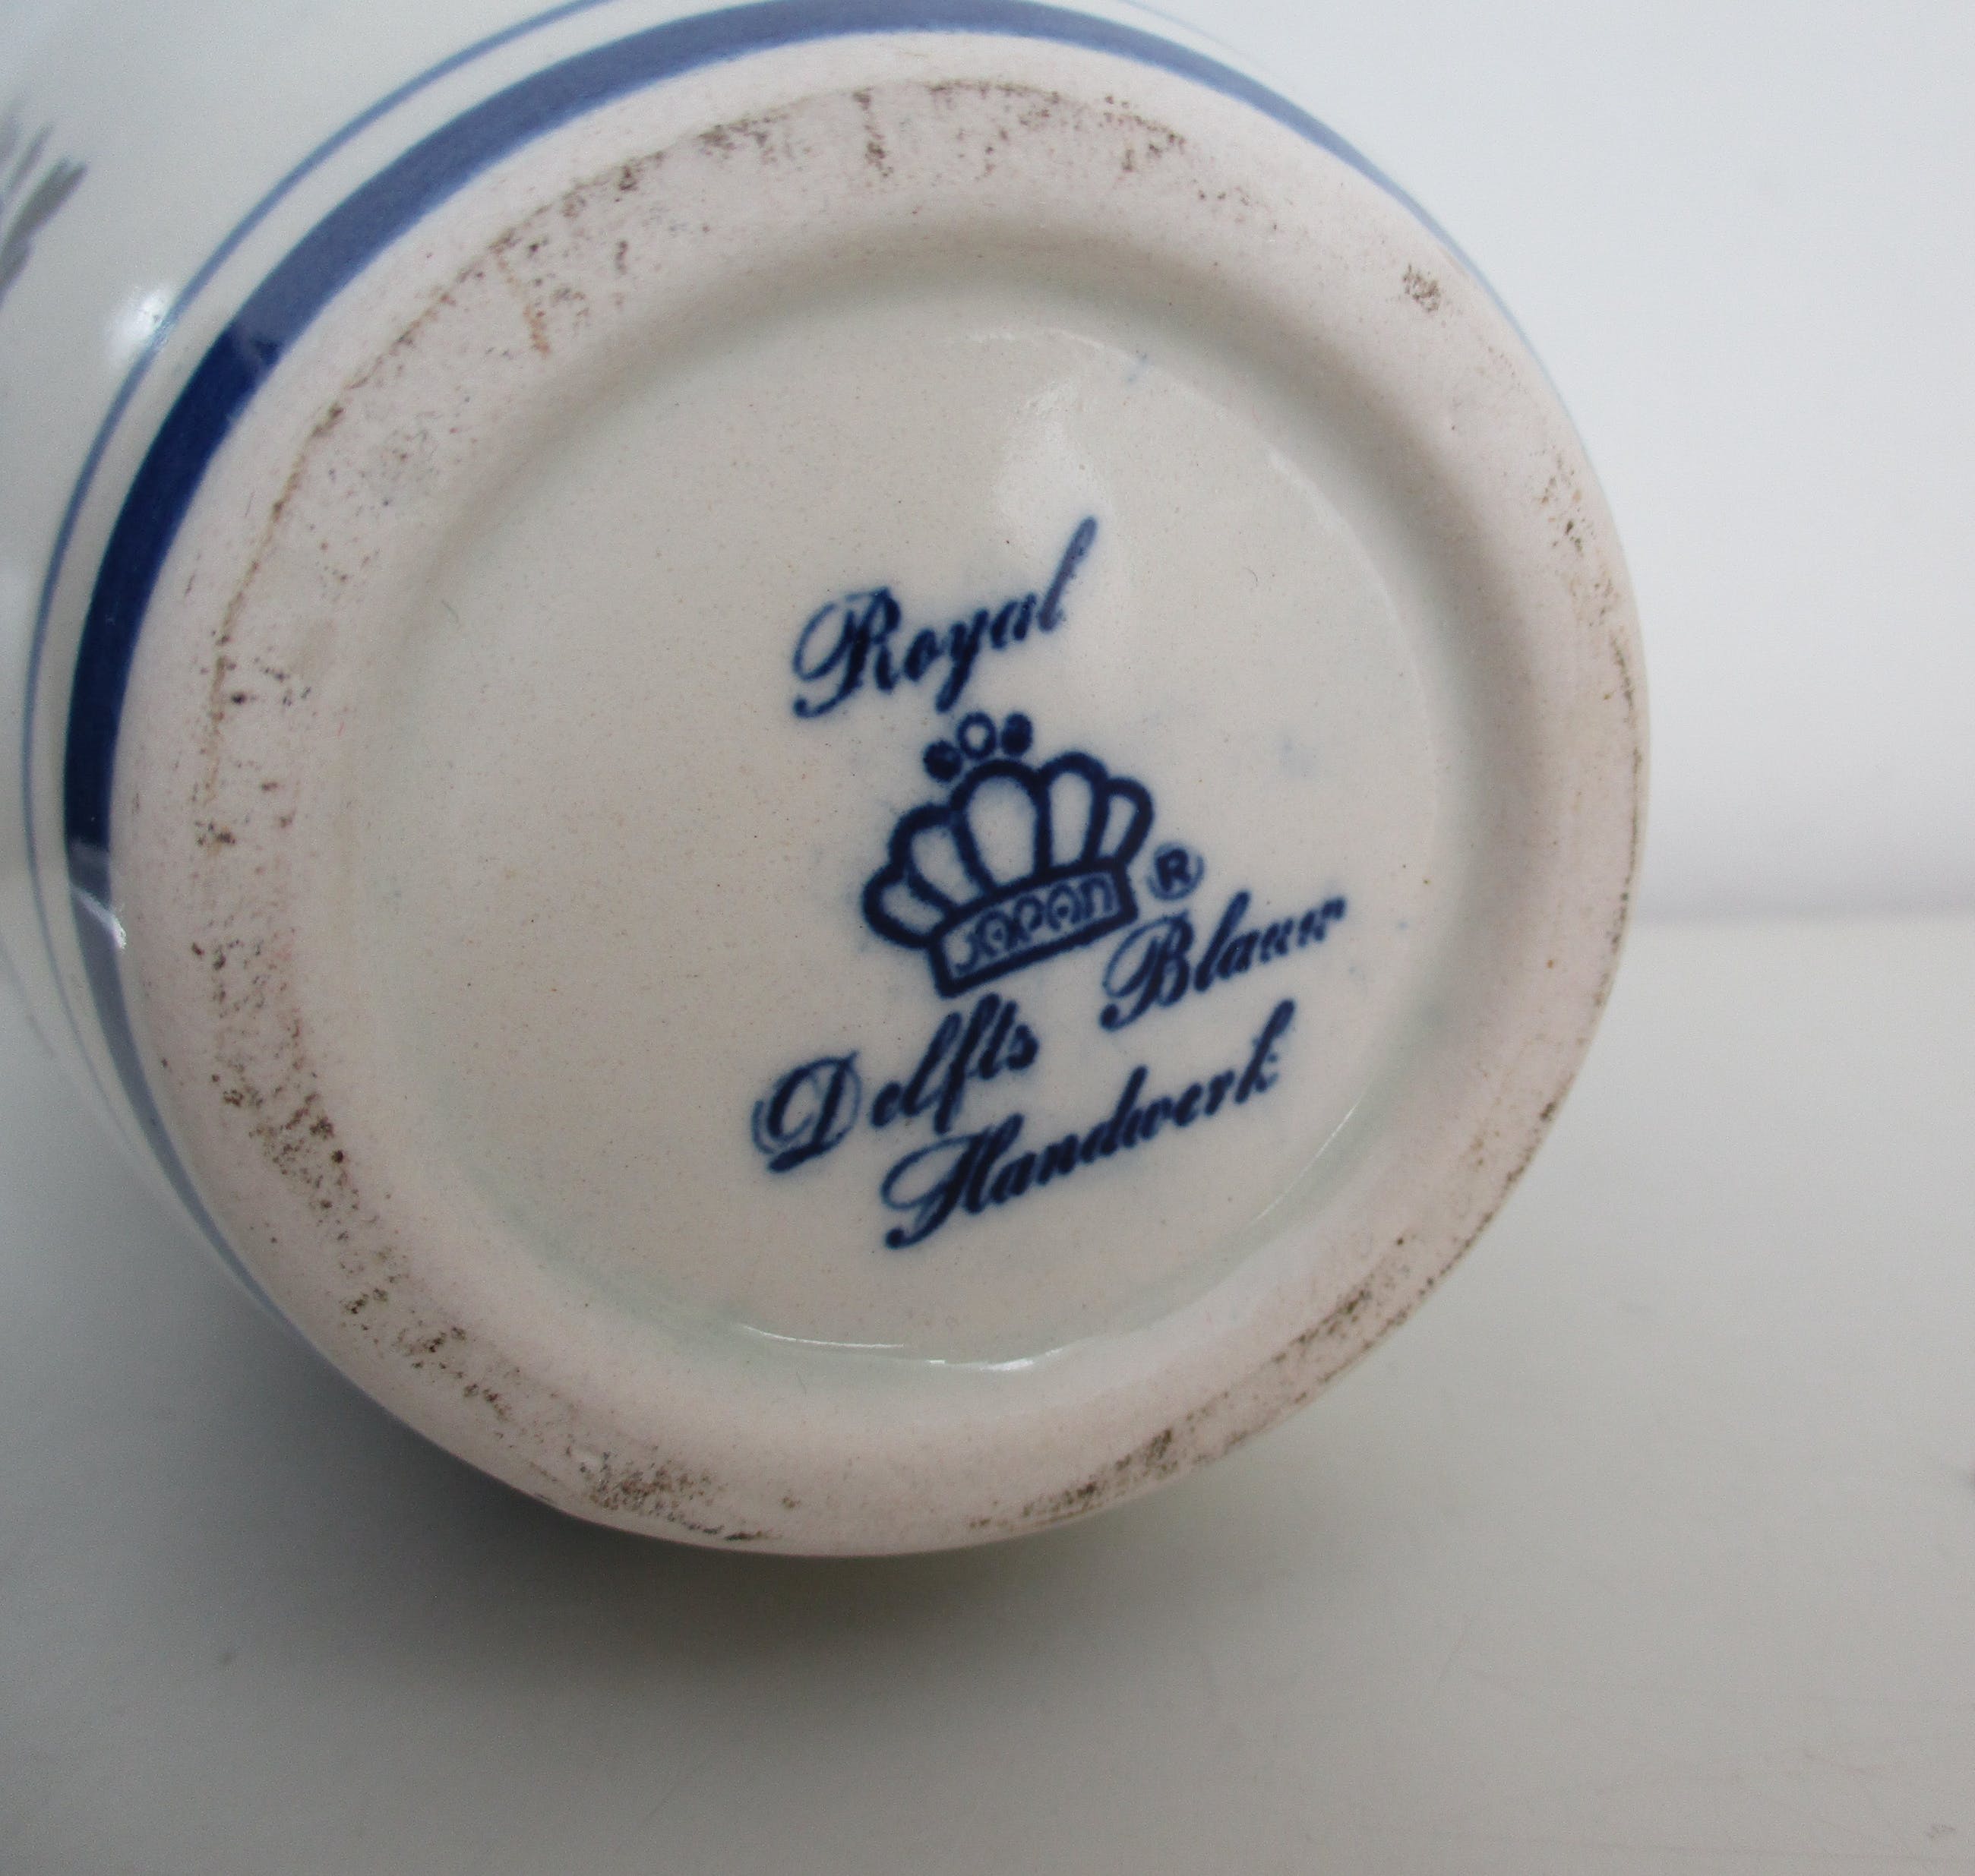 Royal
JAPAN ®
Delfts Blauw
Handwerk